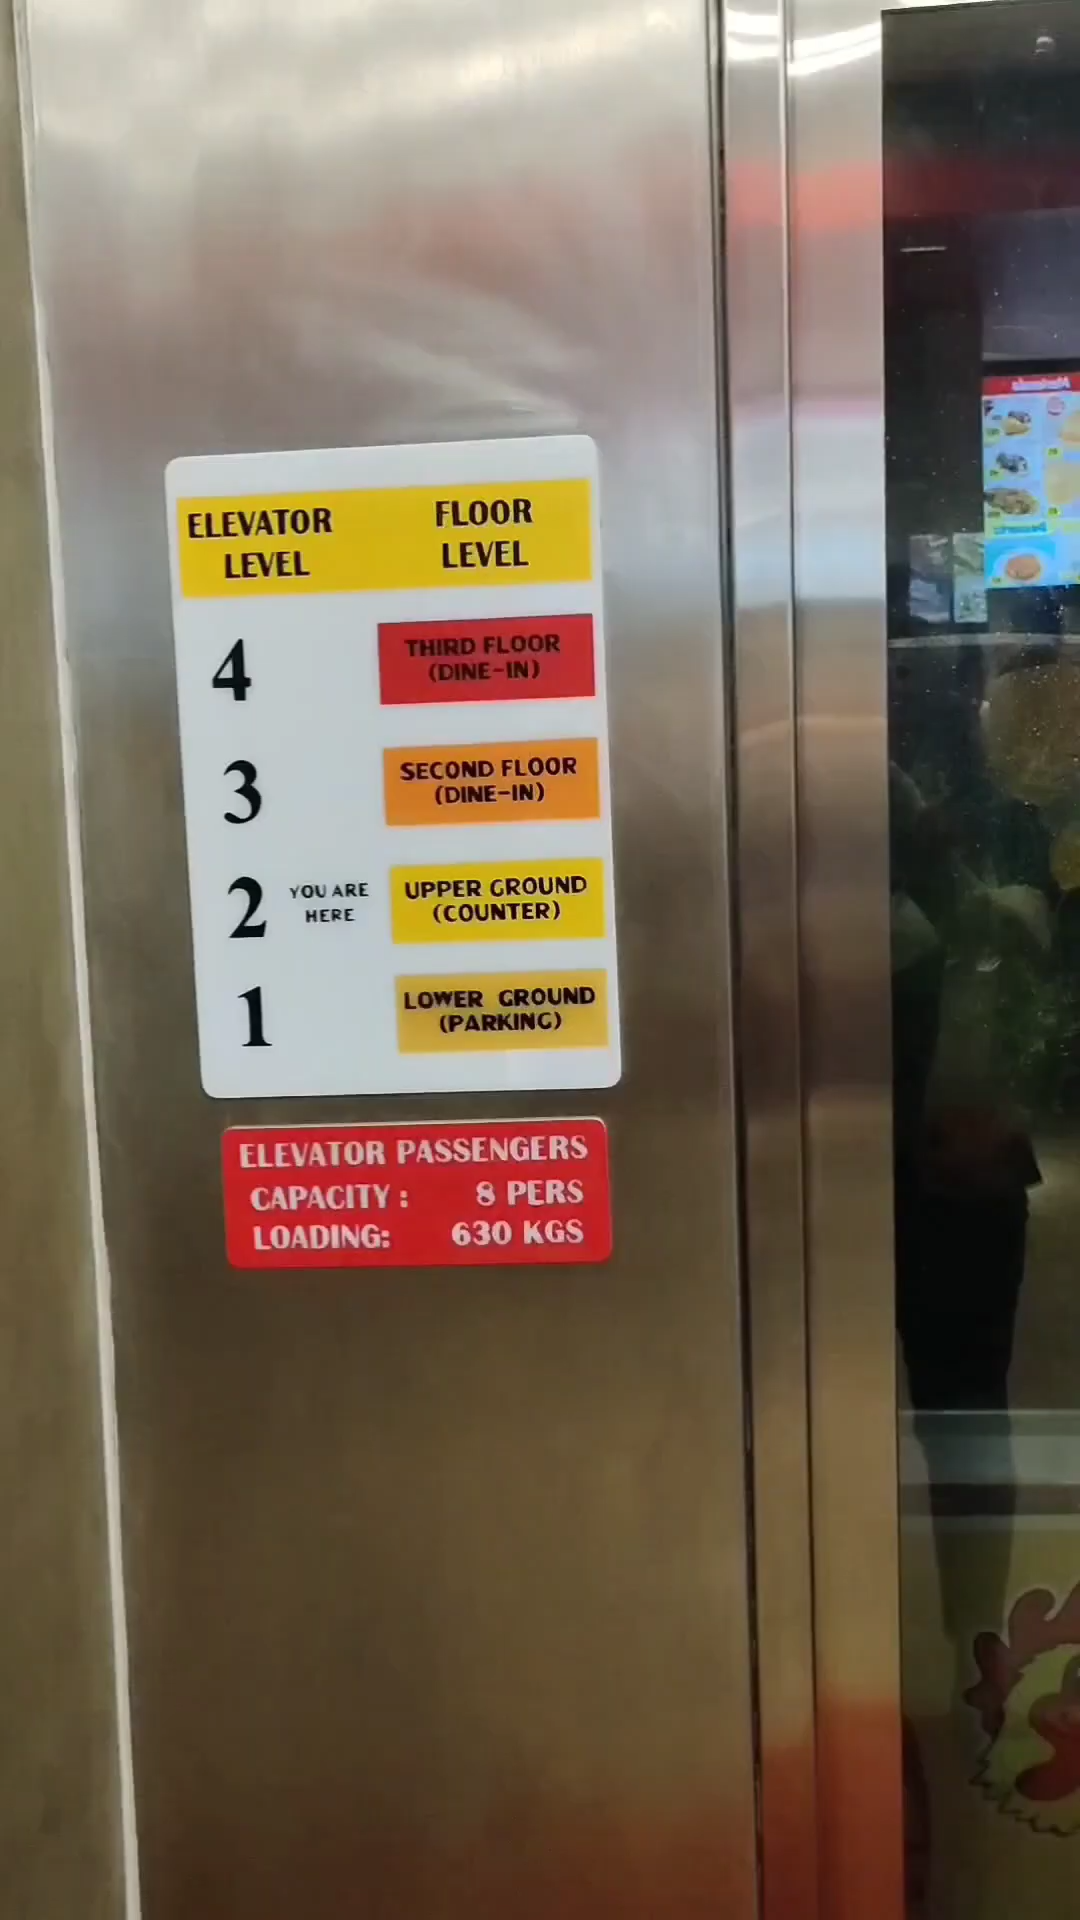 ELEVATOR LEVEL
FLOOR LEVEL
4
THIRD FLOOR
(DINE-IN)
3
SECOND FLOOR
(DINE-IN)
2
YOU ARE
HERE
UPPER GROUND
(COUNTER)
1
LOWER GROUND
(PARKING)
ELEVATOR PASSENGERS
CAPACITY : 8 PERS
LOADING: 630 KGS